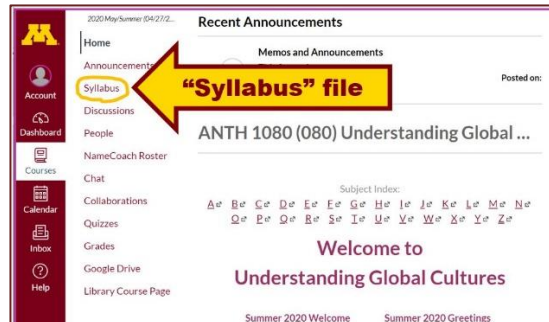 2020 May/Summer (04/27/2...
Home
Announcements
Syllabus
Discussions
People
NameCoach Roster
Chat
Collaborations
Quizzes
Grades
Google Drive
Library Course Page
M
Account
Dashboard
Courses
Calendar
Inbox
Help
Recent Announcements
Memos and Announcements
Posted on:
"Syllabus" file
ANTH 1080 (080) Understanding Global ...
Subject Index:
A B C D E F G H I J K L M N
O P Q R S T U V W X Y Z
Welcome to
Understanding Global Cultures
Summer 2020 Welcome Summer 2020 Greetings